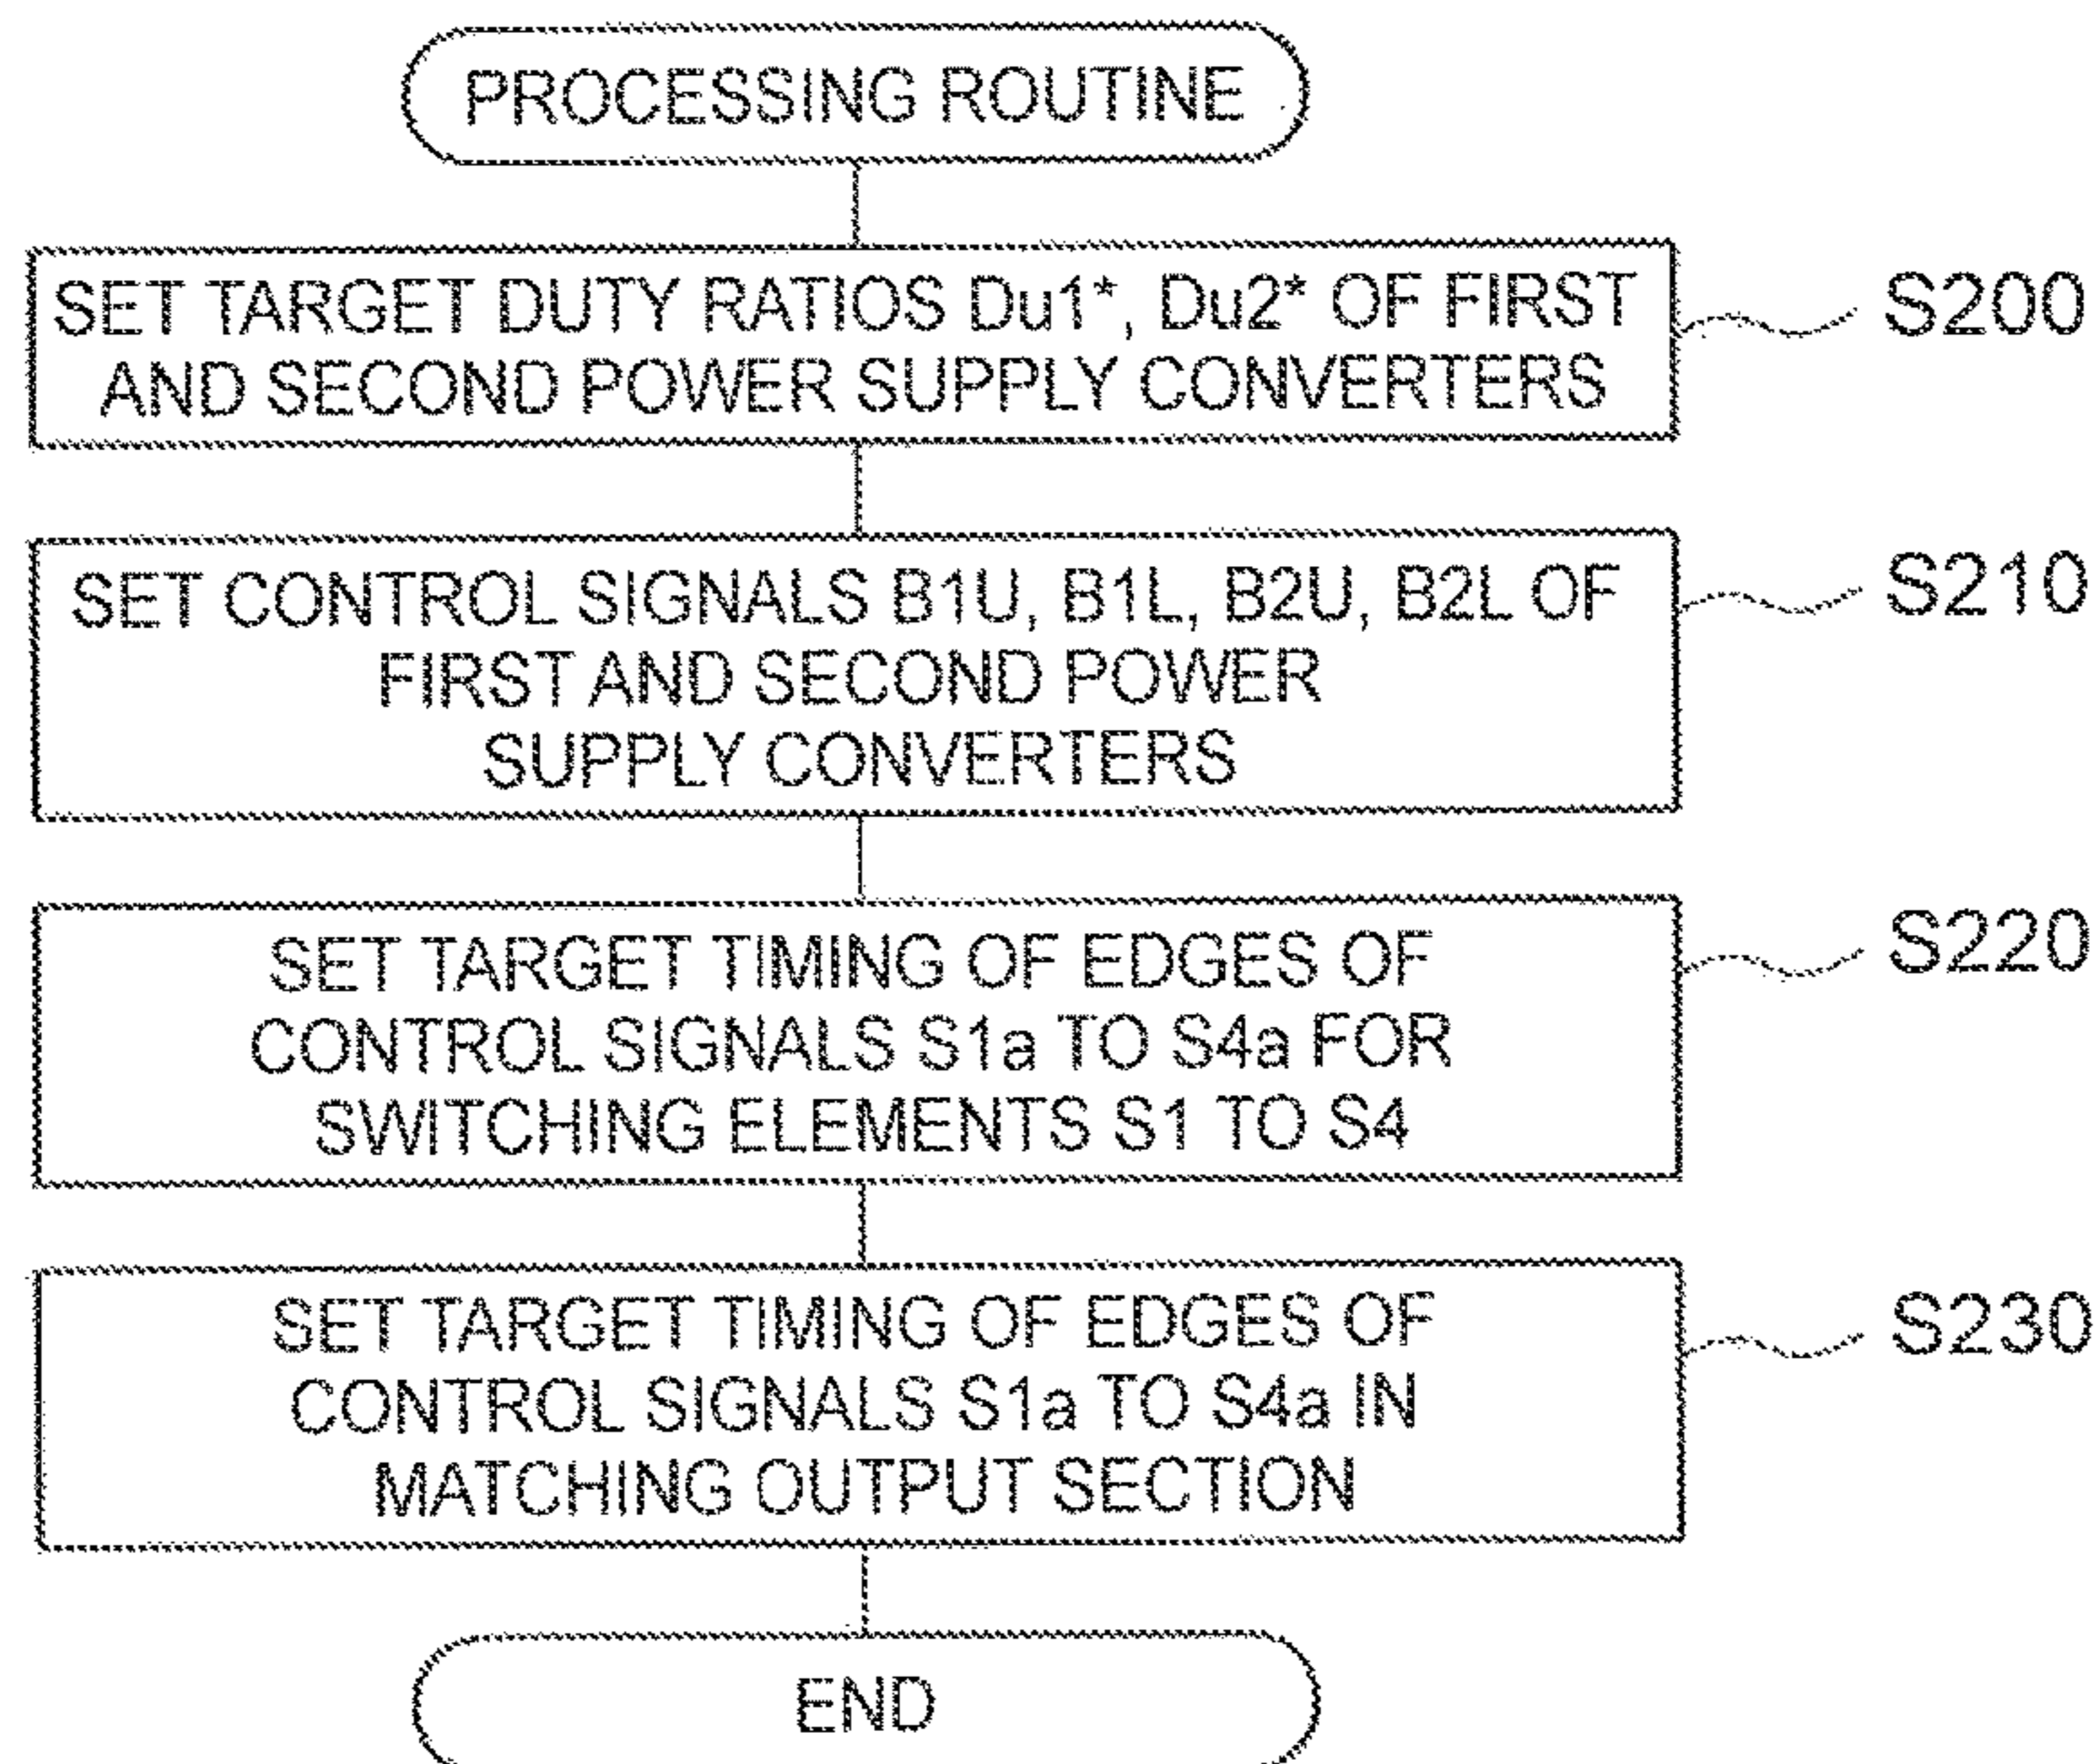 PROCESSING ROUTINE
SET TARGET DUTY RATIOS Du1*, Du2* OF FIRST
AND SECOND POWER SUPPLY CONVERTERS
S200
SET CONTROL SIGNALS B1U, B1L, B2U, B2L OF
FIRST AND SECOND POWER
SUPPLY CONVERTERS
S210
SET TARGET TIMING OF EDGES OF
CONTROL SIGNALS S1a TO S4a FOR
SWITCHING ELEMENTS S1 TO S4
S220
SET TARGET TIMING OF EDGES OF
CONTROL SIGNALS S1a TO S4a IN
MATCHING OUTPUT SECTION
S230
END